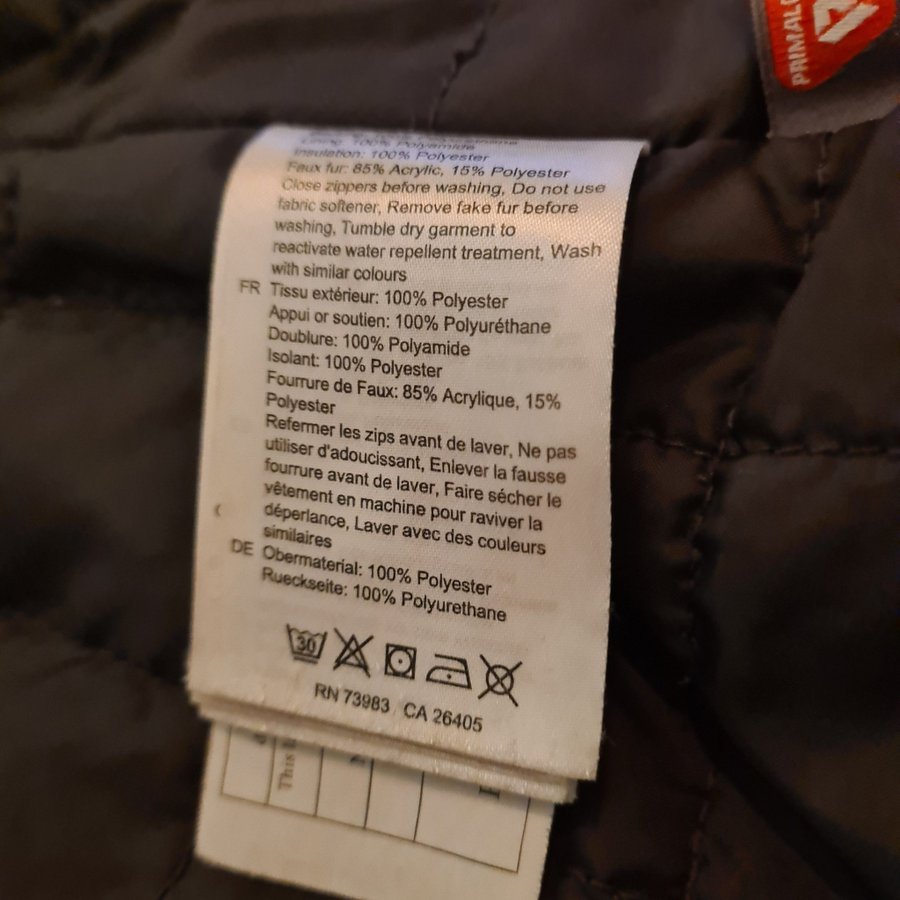 PRIMALO
Lining: 100% Polyamide
Insulation: 100% Polyester
Faux fur: 85% Acrylic, 15% Polyester
Close zippers before washing, Do not use
fabric softener, Remove fake fur before
washing, Tumble dry garment to
reactivate water repellent treatment, Wash
with similar colours
FR Tissu extérieur: 100% Polyester
Appui or soutien: 100% Polyuréthane
Doublure: 100% Polyamide
Isolant: 100% Polyester
Fourrure de Faux: 85% Acrylique, 15%
Polyester
Refermer les zips avant de laver, Ne pas
utiliser d'adoucissant, Enlever la fausse
fourrure avant de laver, Faire sécher le
vêtement en machine pour raviver la
déperlance, Laver avec des couleurs
similaires
DE Obermaterial: 100% Polyester
Rueckseite: 100% Polyurethane
30
RN 73983 CA 26405
This